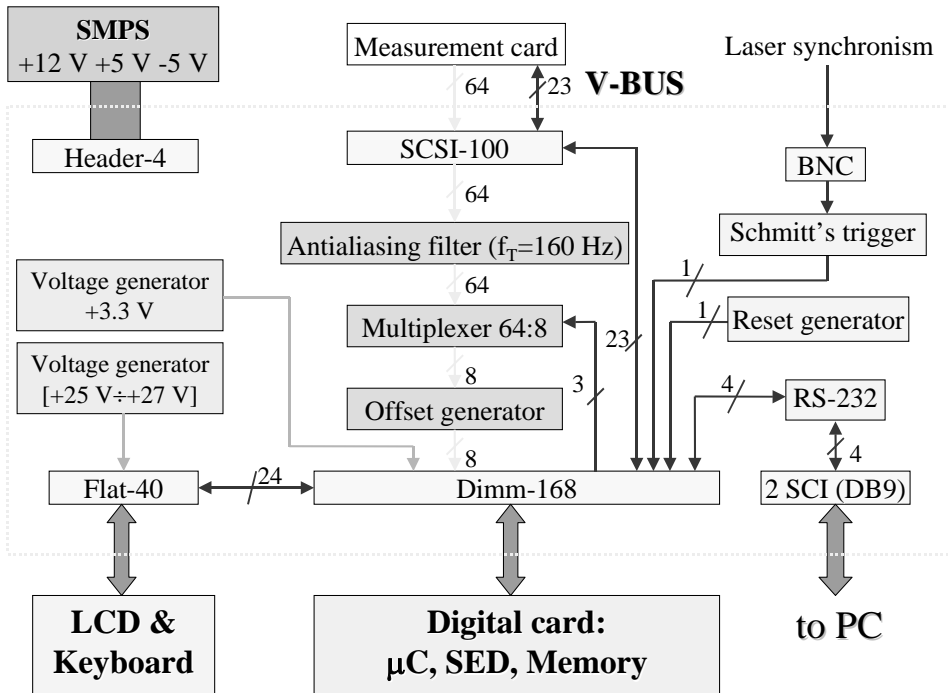 SMPS
+12 V +5 V -5 V
Header-4
Measurement card
64
23
V-BUS
SCSI-100
64
Antialiasing filter (fT=160 Hz)
64
Multiplexer 64:8
8
Offset generator
8
Laser synchronism
BNC
Schmitt's trigger
1
Reset generator
1
23
3
Voltage generator
+3.3 V
Voltage generator
[+25 V÷+27 V]
4
RS-232
4
Flat-40
24
Dimm-168
2 SCI (DB9)
LCD &
Keyboard
Digital card:
μC, SED, Memory
to PC